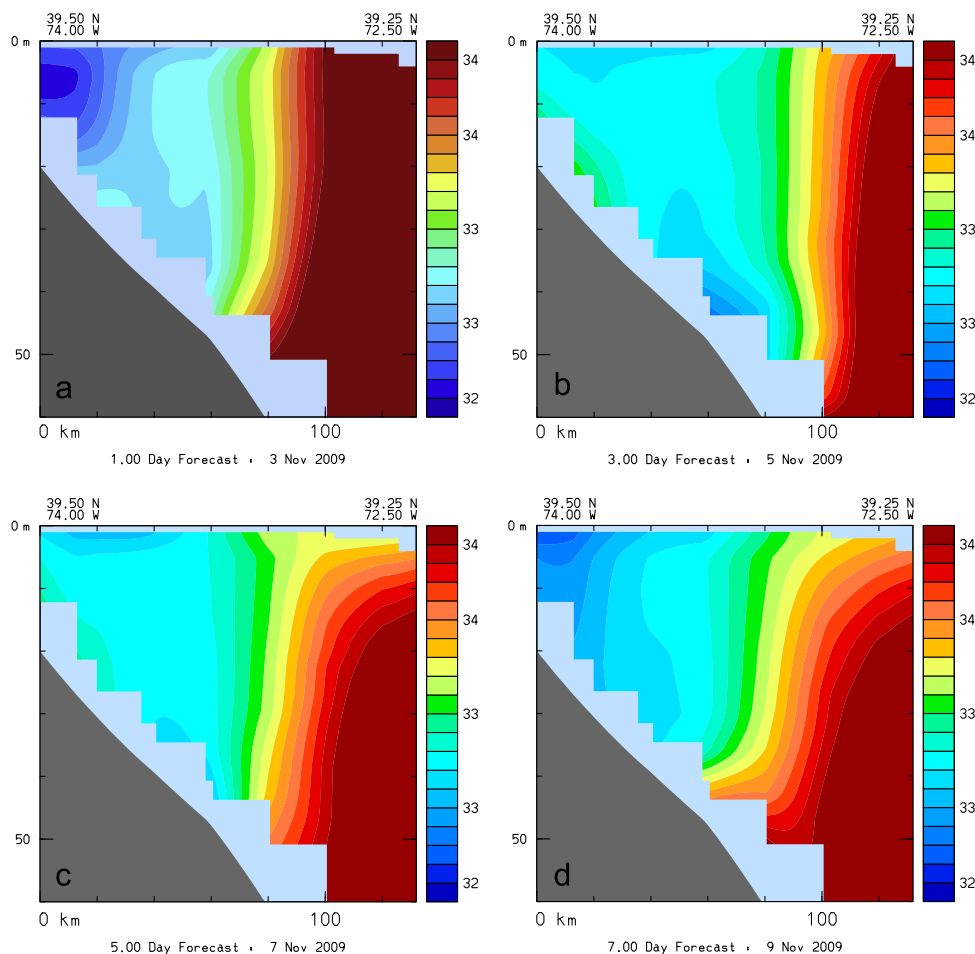 39.50 N 39.25 N
74.00 W 72.50 W
0 m
34
34
33
33
32
50
a
0 km 100
1.00 Day Forecast : 3 Nov 2009
39.50 N 39.25 N
74.00 W 72.50 W
0 m
34
34
33
33
32
50
b
0 km 100
3.00 Day Forecast : 5 Nov 2009
39.50 N 39.25 N
74.00 W 72.50 W
0 m
34
34
33
33
32
50
c
0 km 100
5.00 Day Forecast : 7 Nov 2009
39.50 N 39.25 N
74.00 W 72.50 W
0 m
34
34
33
33
32
50
d
0 km 100
7.00 Day Forecast : 9 Nov 2009